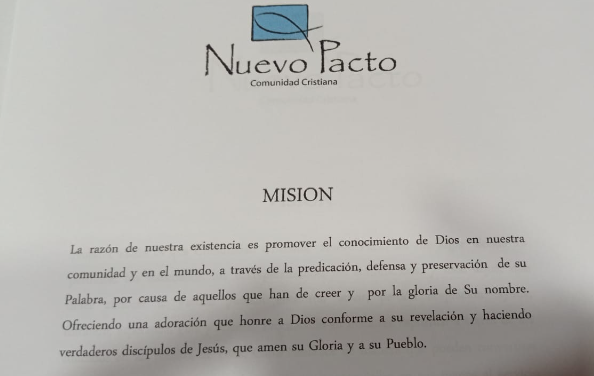 Nuevo Pacto
Comunidad Cristiana
MISION
La razón de nuestra existencia es promover el conocimiento de Dios en nuestra
comunidad y en el mundo, a través de la predicación, defensa y preservación de su
Palabra, por causa de aquellos que han de creer y por la gloria de Su nombre.
Ofreciendo una adoración que honre a Dios conforme a su revelación y haciendo
verdaderos discípulos de Jesús, que amen su Gloria y a su Pueblo.